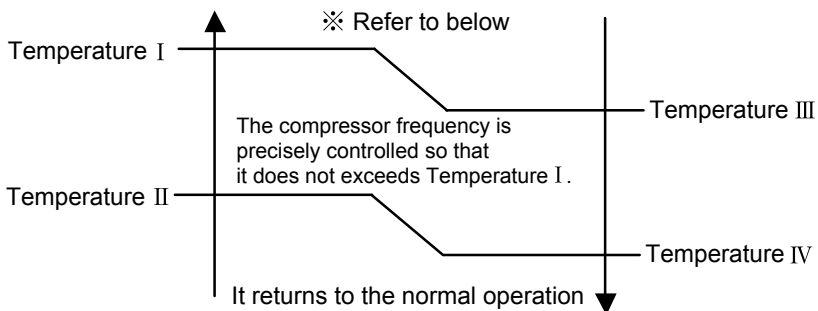 ※ Refer to below
Temperature Ⅰ
Temperature Ⅲ
The compressor frequency is
precisely controlled so that
it does not exceeds Temperature Ⅰ.
Temperature Ⅱ
Temperature Ⅳ
It returns to the normal operation